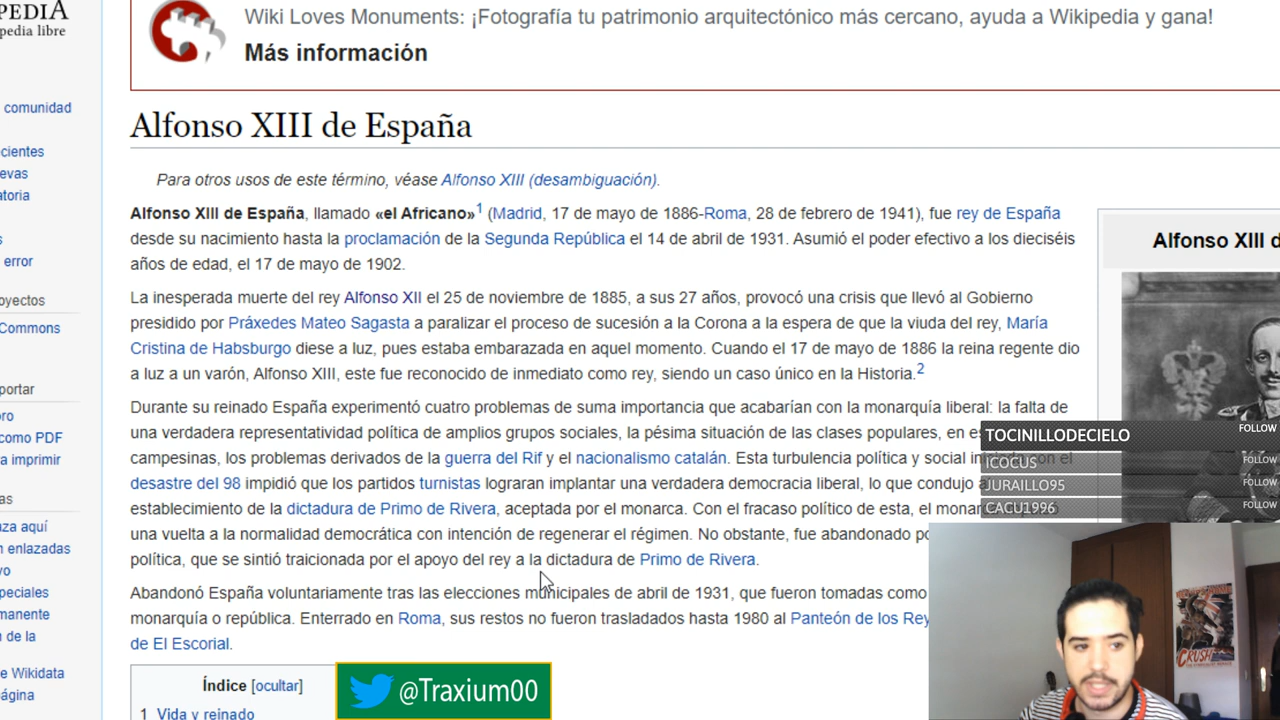 PEDIA
pedia libre
Wiki Loves Monuments: ¡Fotografía tu patrimonio arquitectónico más cercano, ayuda a Wikipedia y gana!
Más información
comunidad
cientes
evas
atoria
s
error
oyectos
Commons
portar
ro
como PDF
a imprimir
as
aza aquí
n enlazadas
vo
speciales
manente
n de la
e Wikidata
página
Alfonso XIII de España
Para otros usos de este término, véase Alfonso XIII (desambiguación).
Alfonso XIII de España, llamado «el Africano»1 (Madrid, 17 de mayo de 1886-Roma, 28 de febrero de 1941), fue rey de España
desde su nacimiento hasta la proclamación de la Segunda República el 14 de abril de 1931. Asumió el poder efectivo a los dieciséis
años de edad, el 17 de mayo de 1902.
La inesperada muerte del rey Alfonso XII el 25 de noviembre de 1885, a sus 27 años, provocó una crisis que llevó al Gobierno
presidido por Práxedes Mateo Sagasta a paralizar el proceso de sucesión a la Corona a la espera de que la viuda del rey, María
Cristina de Habsburgo diese a luz, pues estaba embarazada en aquel momento. Cuando el 17 de mayo de 1886 la reina regente dio
a luz a un varón, Alfonso XIII, este fue reconocido de inmediato como rey, siendo un caso único en la Historia.2
Durante su reinado España experimentó cuatro problemas de suma importancia que acabarían con la monarquía liberal: la falta de
una verdadera representatividad política de amplios grupos sociales, la pésima situación de las clases populares, en es
campesinas, los problemas derivados de la guerra del Rif y el nacionalismo catalán. Esta turbulencia política y social iniciada con el
desastre del 98 impidió que los partidos turnistas lograran implantar una verdadera democracia liberal, lo que condujo a
establecimiento de la dictadura de Primo de Rivera, aceptada por el monarca. Con el fracaso político de esta, el monar
una vuelta a la normalidad democrática con intención de regenerar el régimen. No obstante, fue abandonado po
política, que se sintió traicionada por el apoyo del rey a la dictadura de Primo de Rivera.
Abandonó España voluntariamente tras las elecciones municipales de abril de 1931, que fueron tomadas como
monarquía o república. Enterrado en Roma, sus restos no fueron trasladados hasta 1980 al Panteón de los Rey
de El Escorial.
Índice [ocultar]
1 Vida y reinado
Alfonso XIII d
TOCINILLODECIELO FOLLOW
ICOCUS FOLLOW
JURAILLO95 FOLLOW
CACU1996 FOLLOW
@Traxium00
CRUSH